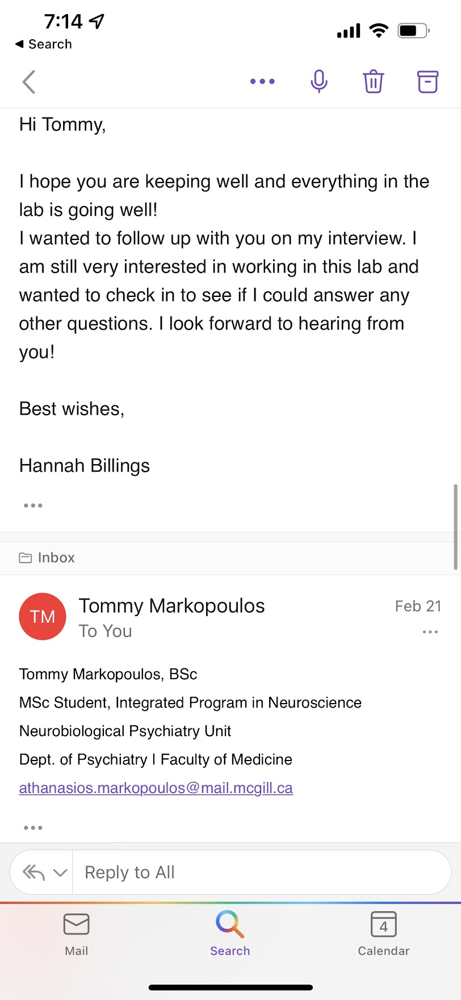 7:14
◀ Search
Hi Tommy,
I hope you are keeping well and everything in the
lab is going well!
I wanted to follow up with you on my interview. I
am still very interested in working in this lab and
wanted to check in to see if I could answer any
other questions. I look forward to hearing from
you!
Best wishes,
Hannah Billings
Inbox
TM
Tommy Markopoulos
Feb 21
To You
Tommy Markopoulos, BSc
MSc Student, Integrated Program in Neuroscience
Neurobiological Psychiatry Unit
Dept. of Psychiatry l Faculty of Medicine
athanasios.markopoulos@mail.mcgill.ca
Reply to All
4
Mail
Search
Calendar